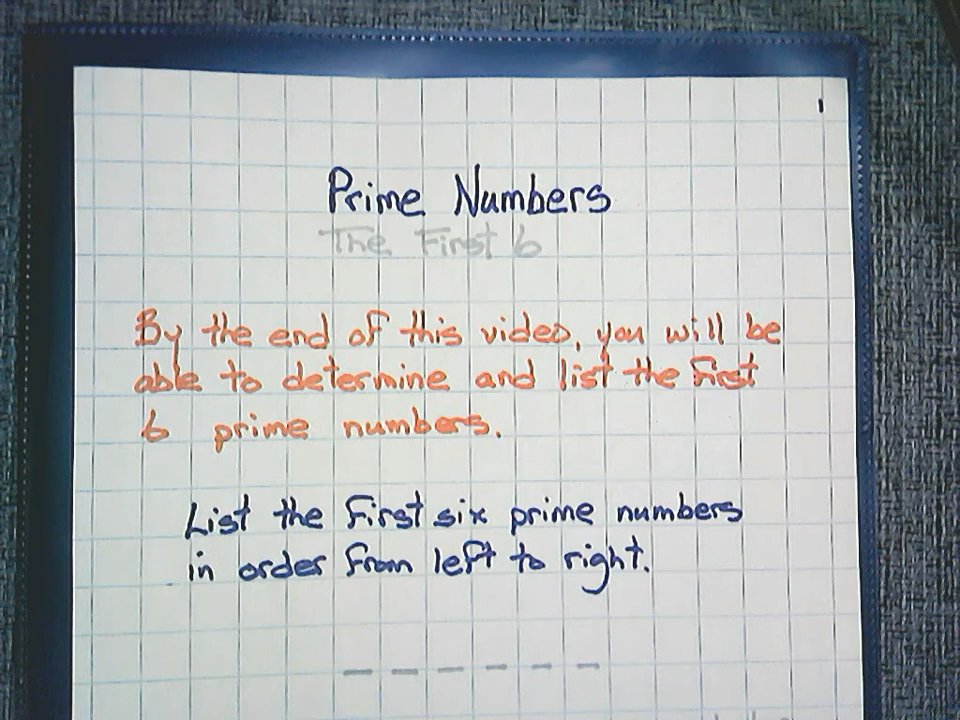 1
Prime Numbers
The First 6
By the end of this video, you will be
able to determine and list the first
6 prime numbers.
List the first six prime numbers
in order from left to right.
_ _ _ _ _ _